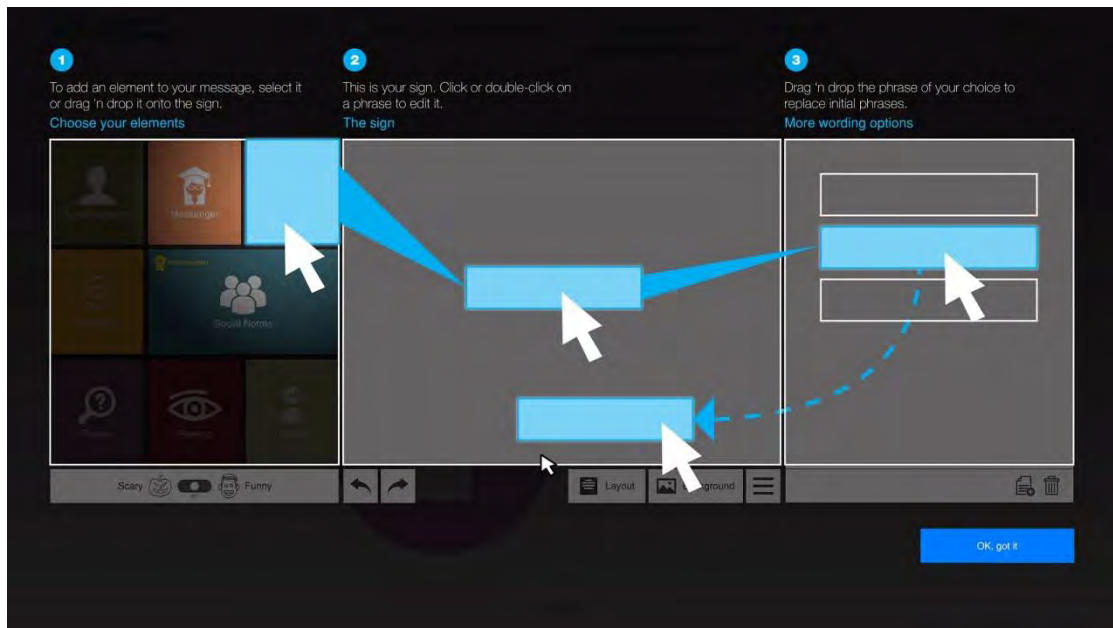 1
To add an element to your message, select it
or drag 'n drop it onto the sign.
Choose your elements
2
This is your sign. Click or double-click on
a phrase to edit it.
The sign
3
Drag 'n drop the phrase of your choice to
replace initial phrases.
More wording options
Messenger
Social Norms
Scary
Funny
Layout
OK, got it